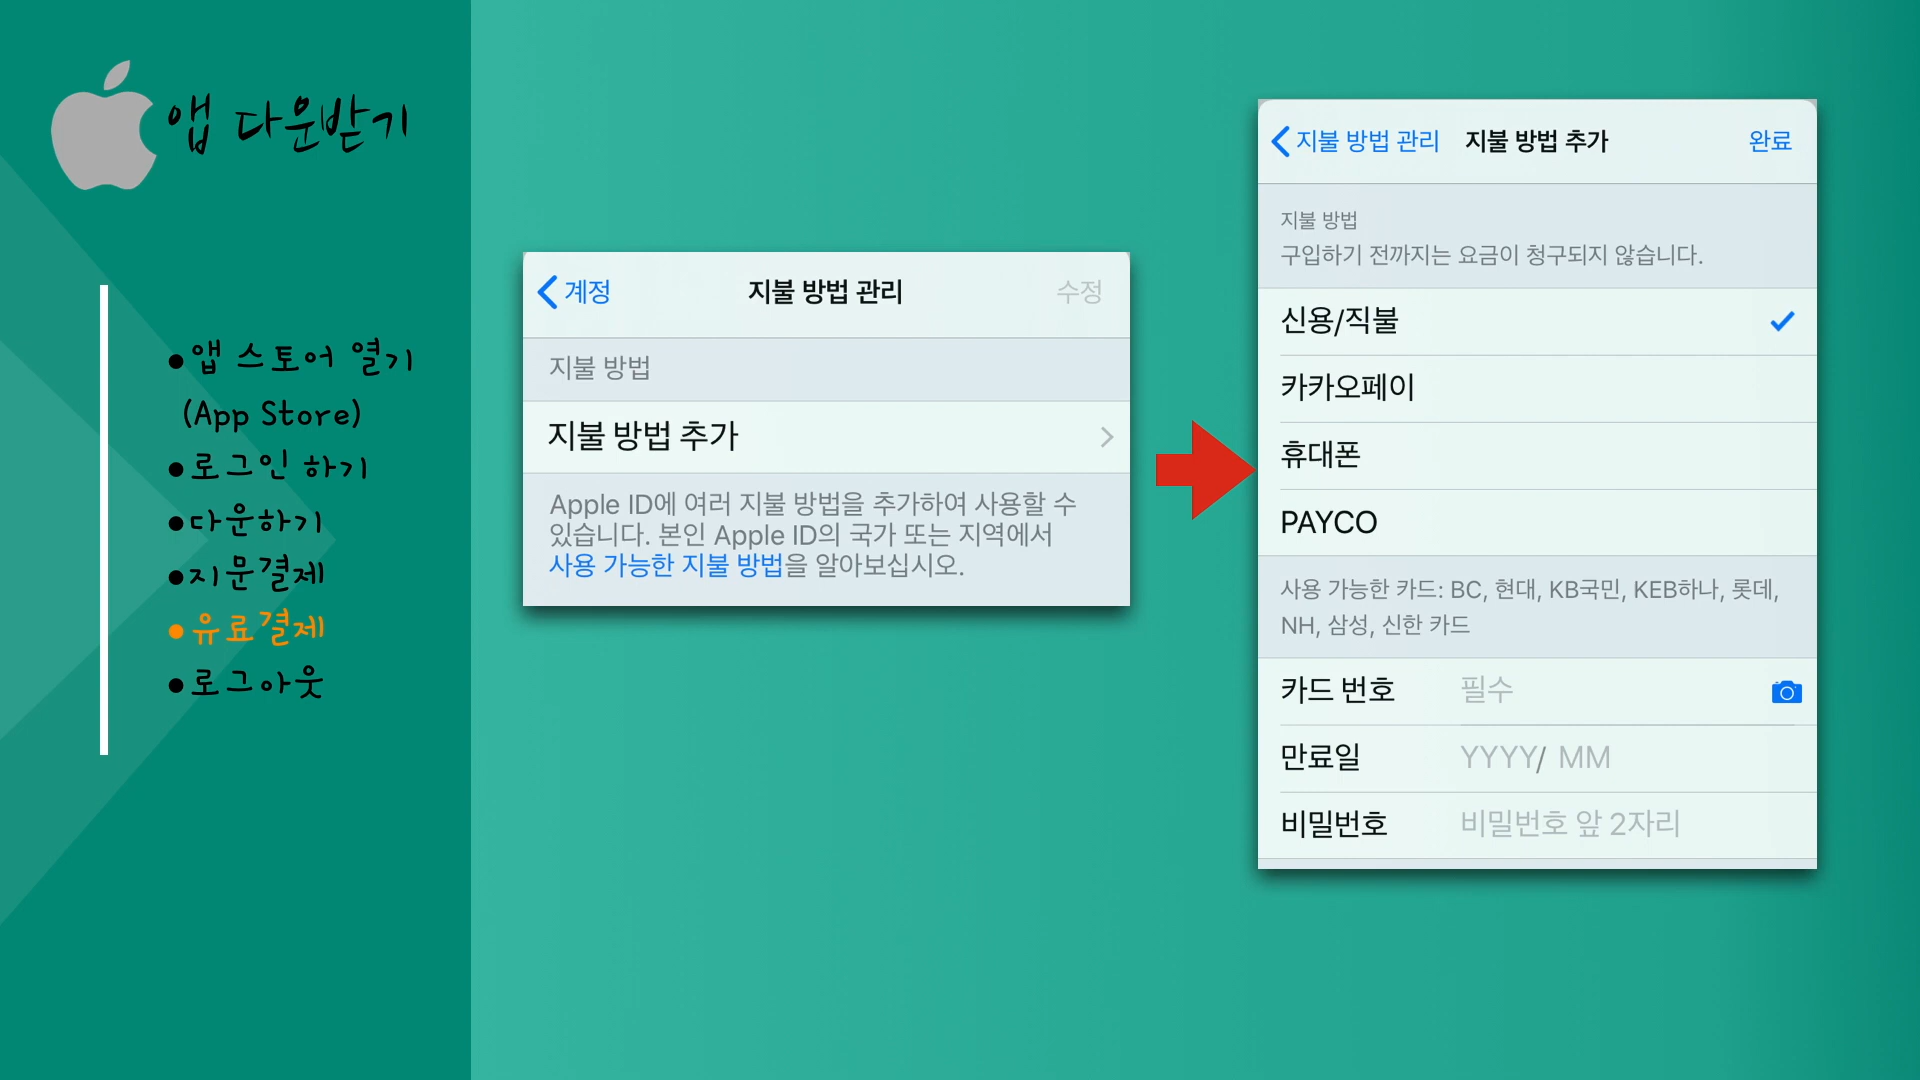 앱 다운받기
•앱 스토어 열기
(App Store)
•로그인 하기
•다운하기
•지문결제
•유료결제
•로그아웃
계정 지불 방법 관리 수정
지불 방법
지불 방법 추가
Apple ID에 여러 지불 방법을 추가하여 사용할 수
있습니다. 본인 Apple ID의 국가 또는 지역에서
사용 가능한 지불 방법을 알아보십시오.
지불 방법 관리 지불 방법 추가 완료
지불 방법
구입하기 전까지는 요금이 청구되지 않습니다.
신용/직불
카카오페이
휴대폰
PAYCO
사용 가능한 카드: BC, 현대, KB국민, KEB하나, 롯데,
NH, 삼성, 신한 카드
카드 번호 필수
만료일 YYYY/ MM
비밀번호 비밀번호 앞 2자리